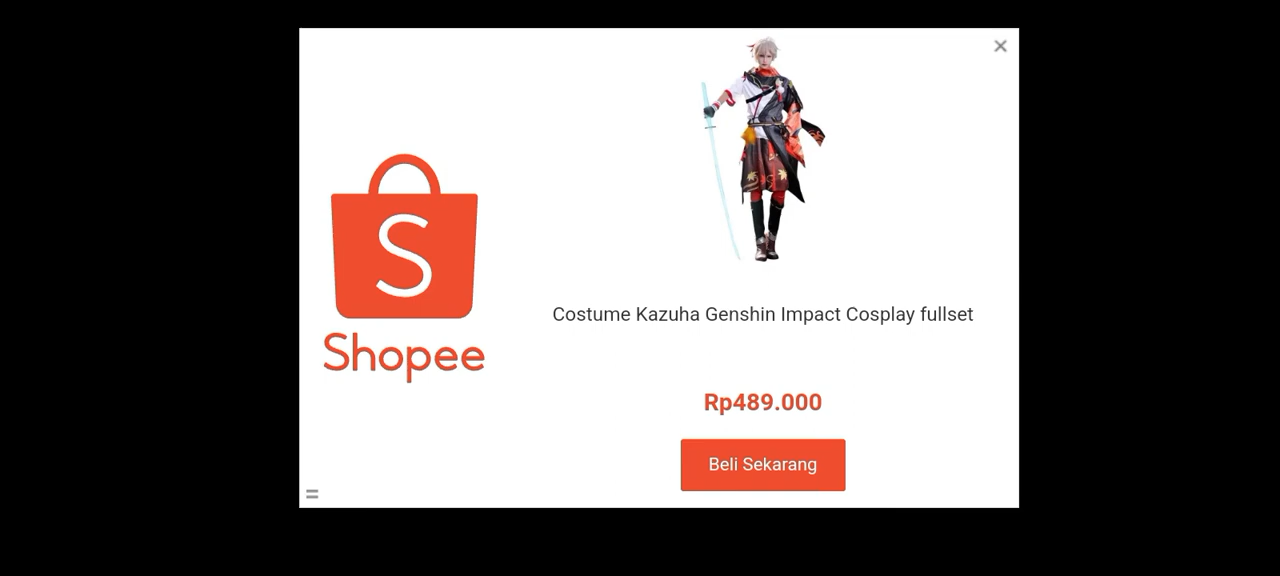 S
Shopee
Costume Kazuha Genshin Impact Cosplay fullset
Rp489.000
Beli Sekarang